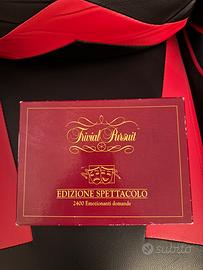 Trivial Pursuit
EDIZIONE SPETTACOLO
2400 Emozionanti domande
subito